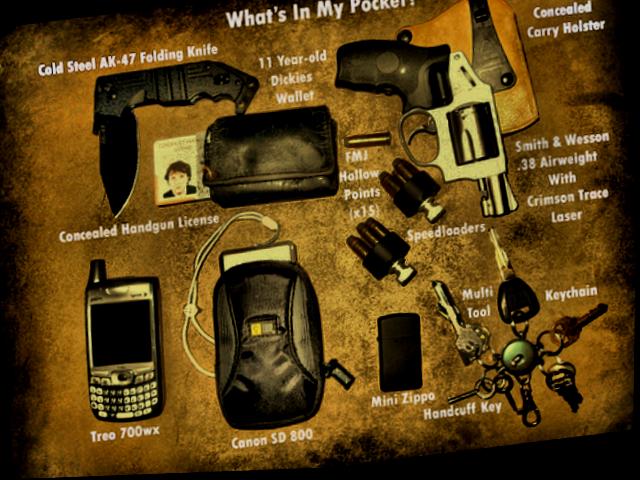 What's In My Pocket?
Concealed
Carry Holster
Cold Steel AK-47 Folding Knife
11 Year-old
Dickies
Wallet
FMJ
Hallow
Points
(x15)
Smith & Wesson
.38 Airweight
With
Crimson Trace
Laser
Concealed Handgun License
Speedloaders
Multi
Tool
Keychain
Mini Zippo
Handcuff Key
Treo 700wx
Canon SD 800